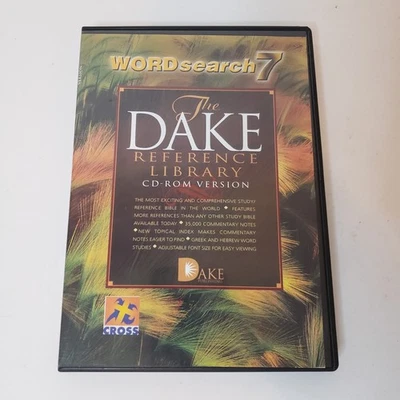 WORDsearch 7
The
DAKE
REFERENCE
LIBRARY
CD-ROM VERSION
THE MOST EXCITING AND COMPREHENSIVE STUDY/
REFERENCE BIBLE IN THE WORLD • FEATURES
MORE REFERENCES THAN ANY OTHER STUDY BIBLE
AVAILABLE TODAY • 35,000 COMMENTARY NOTES
• NEW TOPICAL INDEX MAKES COMMENTARY
NOTES EASIER TO FIND • GREEK AND HEBREW WORD
STUDIES • ADJUSTABLE FONT SIZE FOR EASY VIEWING
DAKE
CROSS